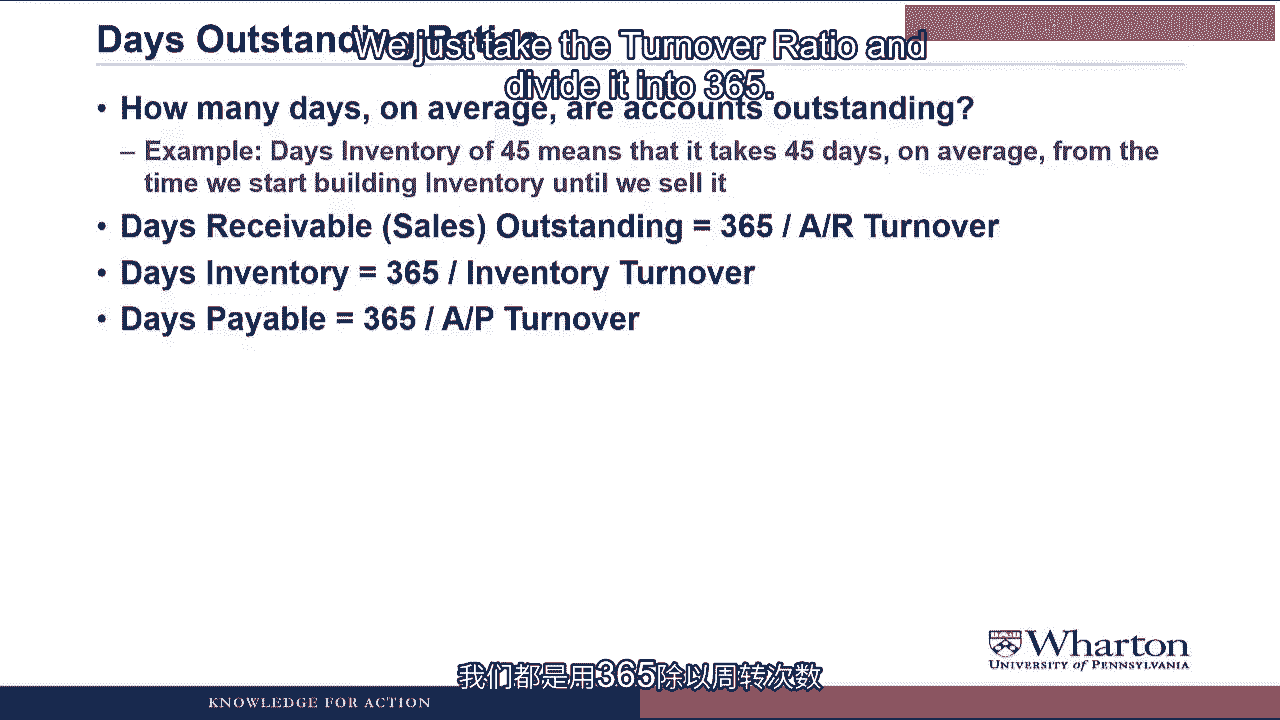 Days Outstanding Ratios
We just take the Turnover Ratio and
divide it into 365.
• How many days, on average, are accounts outstanding?
– Example: Days Inventory of 45 means that it takes 45 days, on average, from the
time we start building Inventory until we sell it
• Days Receivable (Sales) Outstanding = 365 / A/R Turnover
• Days Inventory = 365 / Inventory Turnover
• Days Payable = 365 / A/P Turnover
Wharton
UNIVERSITY of PENNSYLVANIA
我们都是用365除以周转次数
KNOWLEDGE FOR ACTION